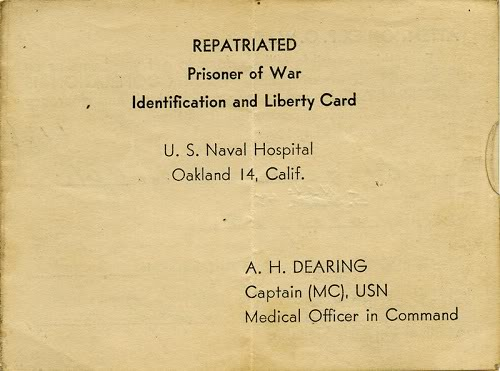 REPATRIATED
Prisoner of War
Identification and Liberty Card
U. S. Naval Hospital
Oakland 14, Calif.
A. H. DEARING
Captain (MC), USN
Medical Officer in Command